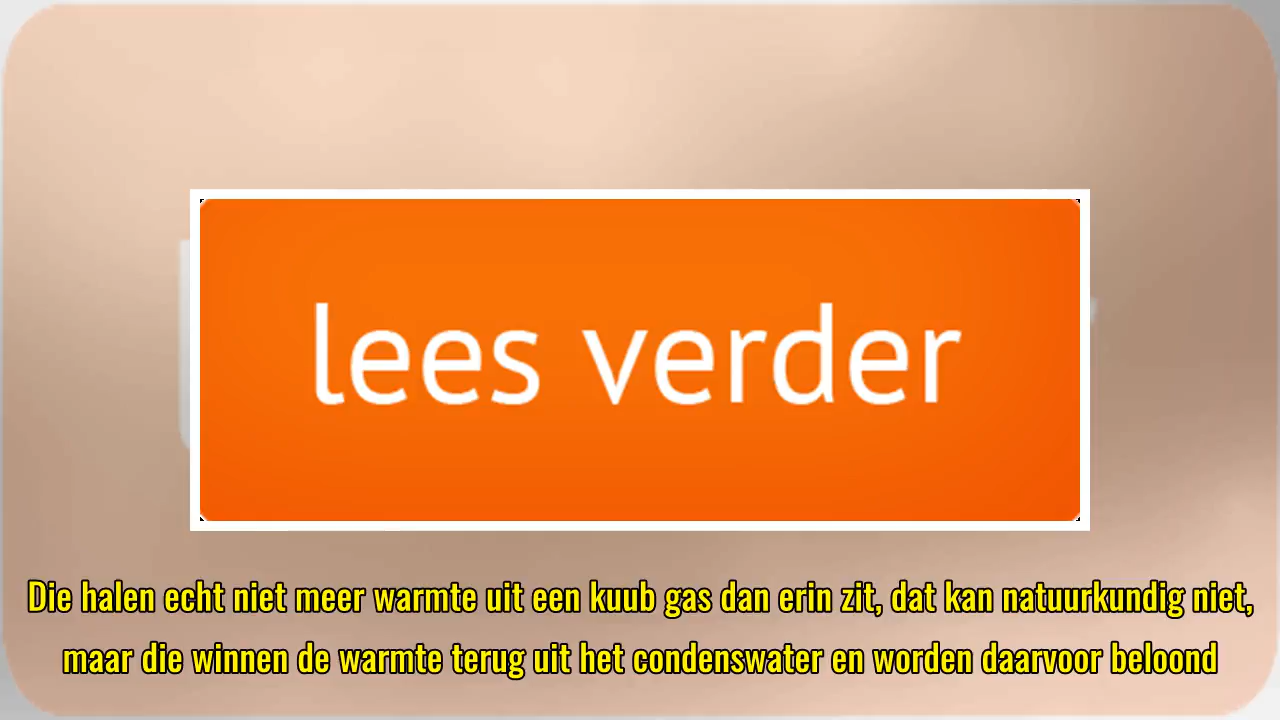 lees verder
Die halen echt niet meer warmte uit een kuub gas dan erin zit, dat kan natuurkundig niet,
maar die winnen de warmte terug uit het condenswater en worden daarvoor beloond